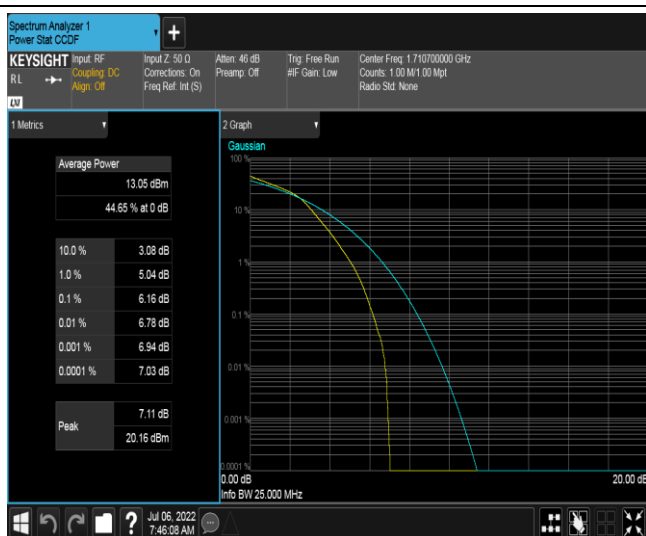 Spectrum Analyzer 1
Power Stat CCDF
+
KEYSIGHT
RL
LXI
Input: RF
Coupling: DC
Align: Off
Input Z: 50 Ω
Corrections: On
Freq Ref: Int (S)
Atten: 46 dB
Preamp: Off
Trig: Free Run
#IF Gain: Low
Center Freq: 1.710700000 GHz
Counts: 1.00 M/1.00 Mpt
Radio Std: None
1 Metrics
Average Power
13.05 dBm
44.65 % at 0 dB
10.0 % 3.08 dB
1.0 % 5.04 dB
0.1 % 6.16 dB
0.01 % 6.78 dB
0.001 % 6.94 dB
0.0001 % 7.03 dB
Peak
7.11 dB
20.16 dBm
2 Graph
Gaussian
100 %
10 %
1 %
0.1 %
0.01 %
0.001 %
0.0001 %
0.00 dB
20.00 dB
Info BW 25.000 MHz
?
Jul 06, 2022
7:46:08 AM